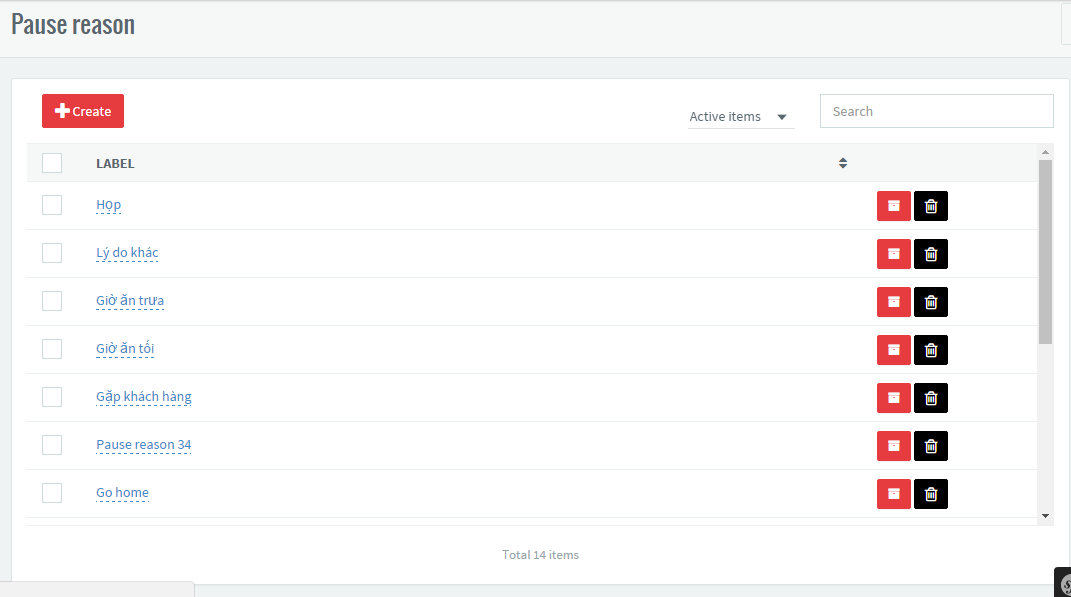 Pause reason
Create
Active items
Search
LABEL
Họp
Lý do khác
Giờ ăn trưa
Giờ ăn tối
Gặp khách hàng
Pause reason 34
Go home
Total 14 items